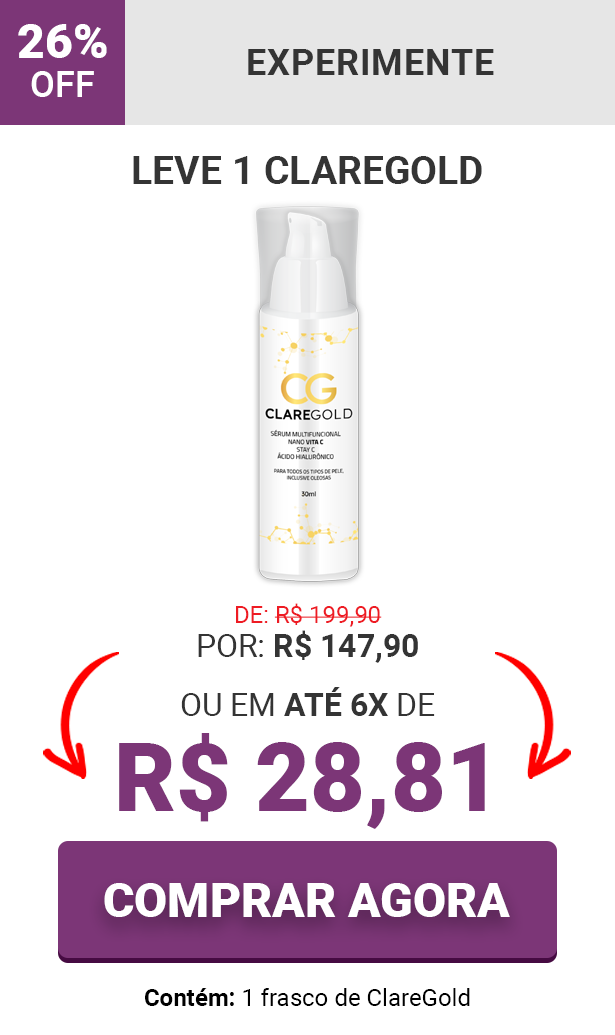 26%
OFF
EXPERIMENTE
LEVE 1 CLAREGOLD
CG
CLAREGOLD
SÉRUM MULTIFUNCIONAL
NANO VITA C
STAY C
ÁCIDO HIALURÔNICO
PARA TODOS OS TIPOS DE PELE,
INCLUSIVE OLEOSAS
30ml
DE: R$ 199,90
POR: R$ 147,90
OU EM ATÉ 6X DE
R$ 28,81
COMPRAR AGORA
Contém: 1 frasco de ClareGold